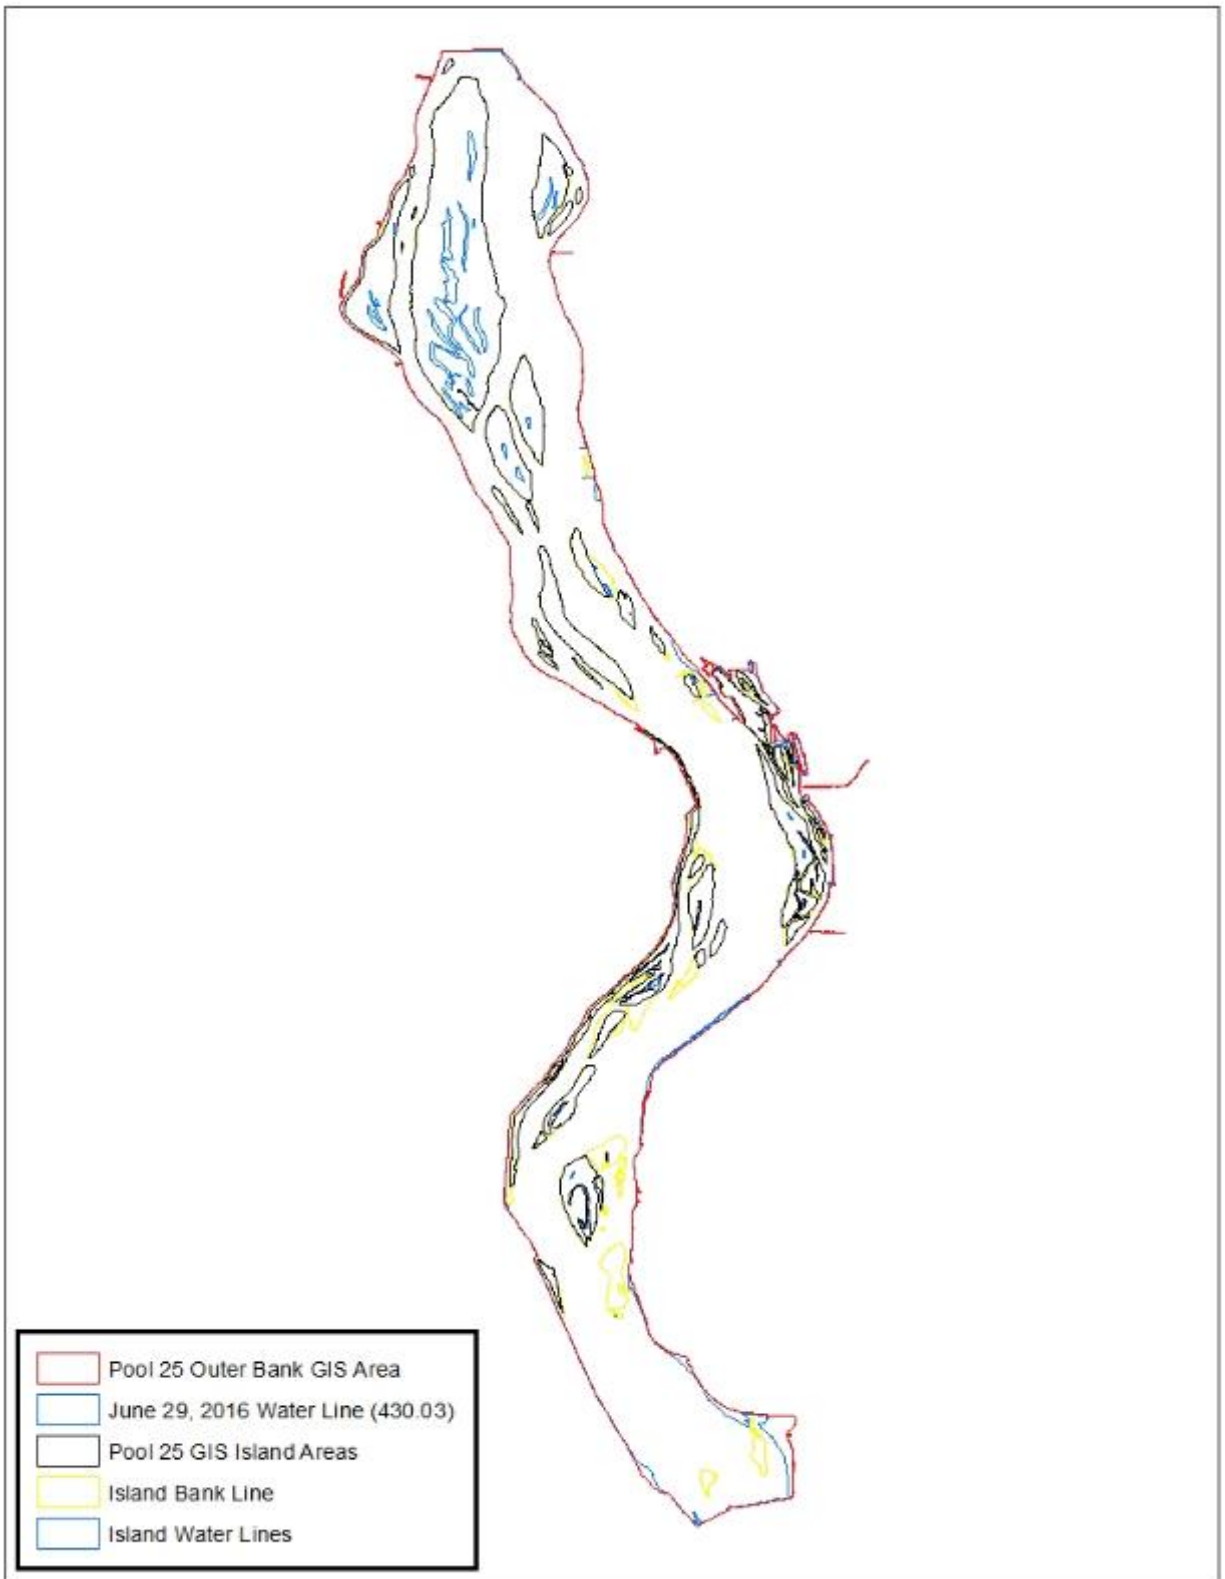 Pool 25 Outer Bank GIS Area
June 29, 2016 Water Line (430.03)
Pool 25 GIS Island Areas
Island Bank Line
Island Water Lines